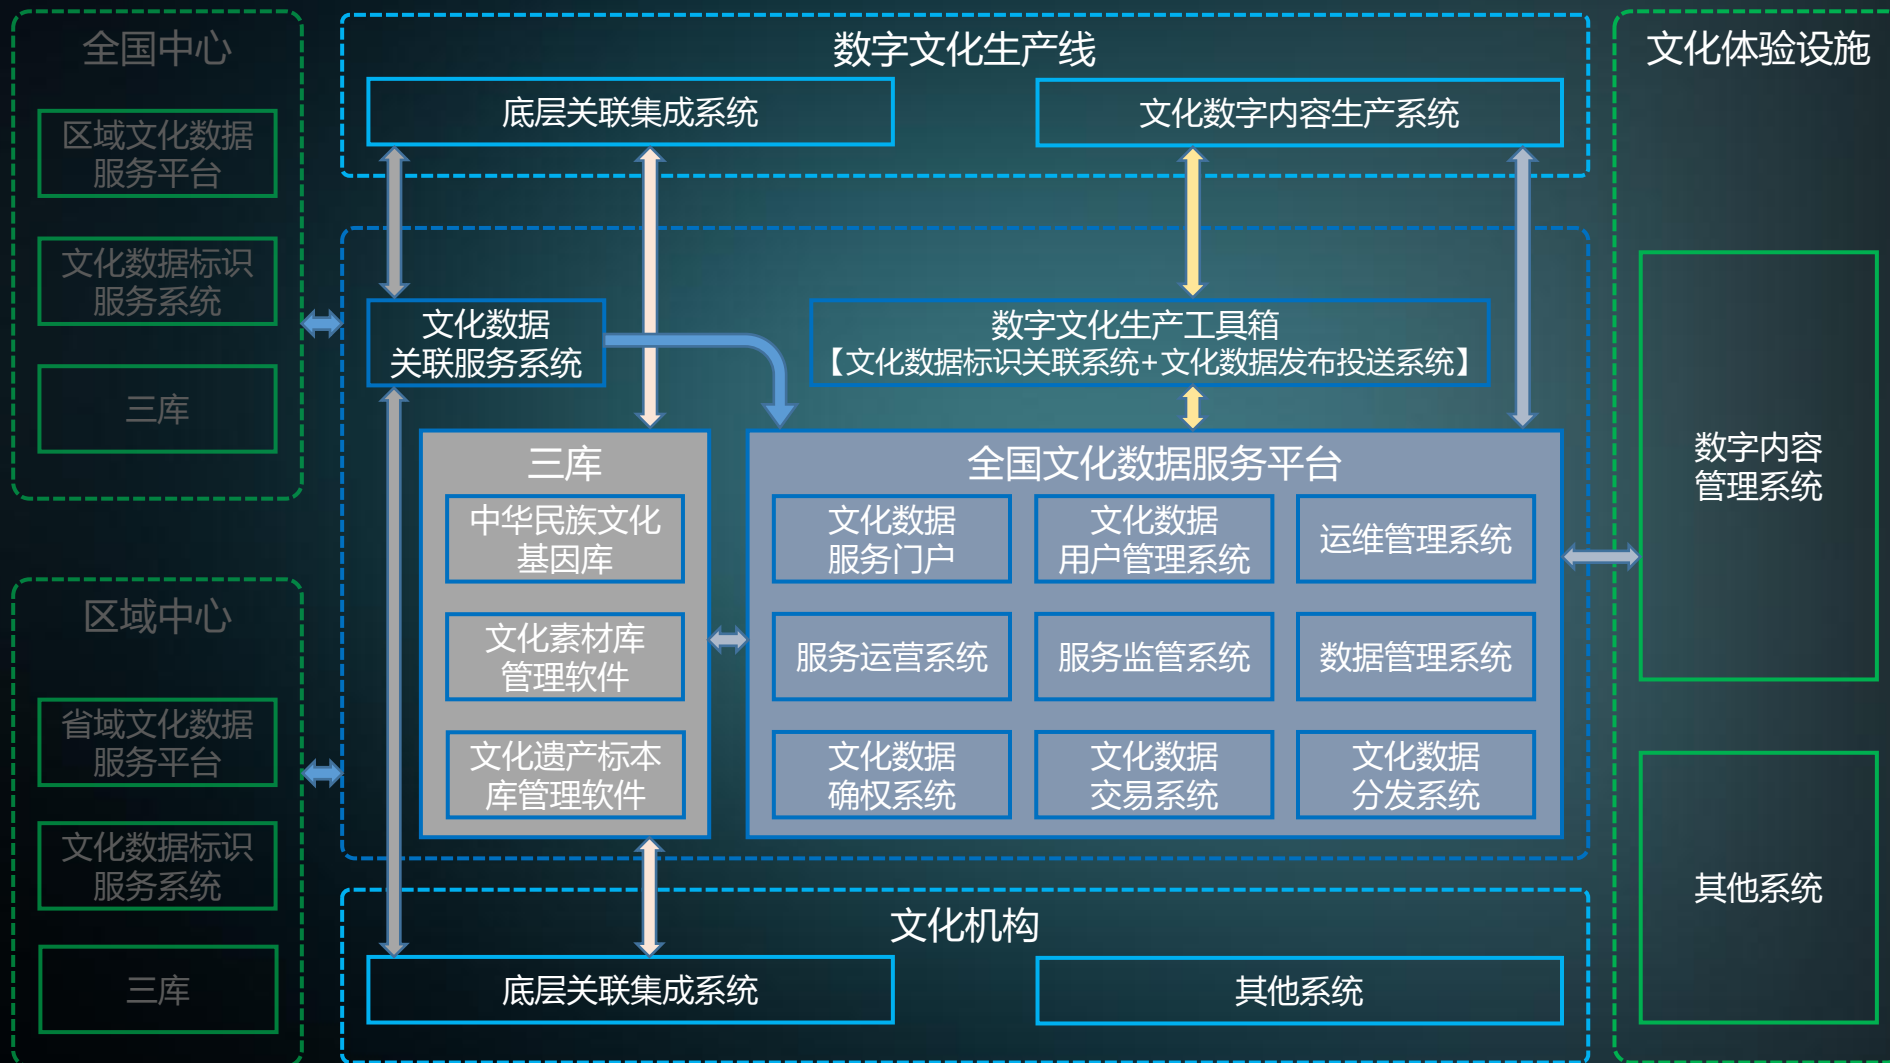 全国中心
区域文化数据
服务平台
文化数据标识
服务系统
三库
区域中心
省域文化数据
服务平台
文化数据标识
服务系统
三库
数字文化生产线
底层关联集成系统
文化数字内容生产系统
文化数据
关联服务系统
数字文化生产工具箱
【文化数据标识关联系统+文化数据发布投送系统】
三库
中华民族文化
基因库
文化素材库
管理软件
文化遗产标本
库管理软件
全国文化数据服务平台
文化数据
服务门户
文化数据
用户管理系统
运维管理系统
服务运营系统
服务监管系统
数据管理系统
文化数据
确权系统
文化数据
交易系统
文化数据
分发系统
文化机构
底层关联集成系统
其他系统
文化体验设施
数字内容
管理系统
其他系统